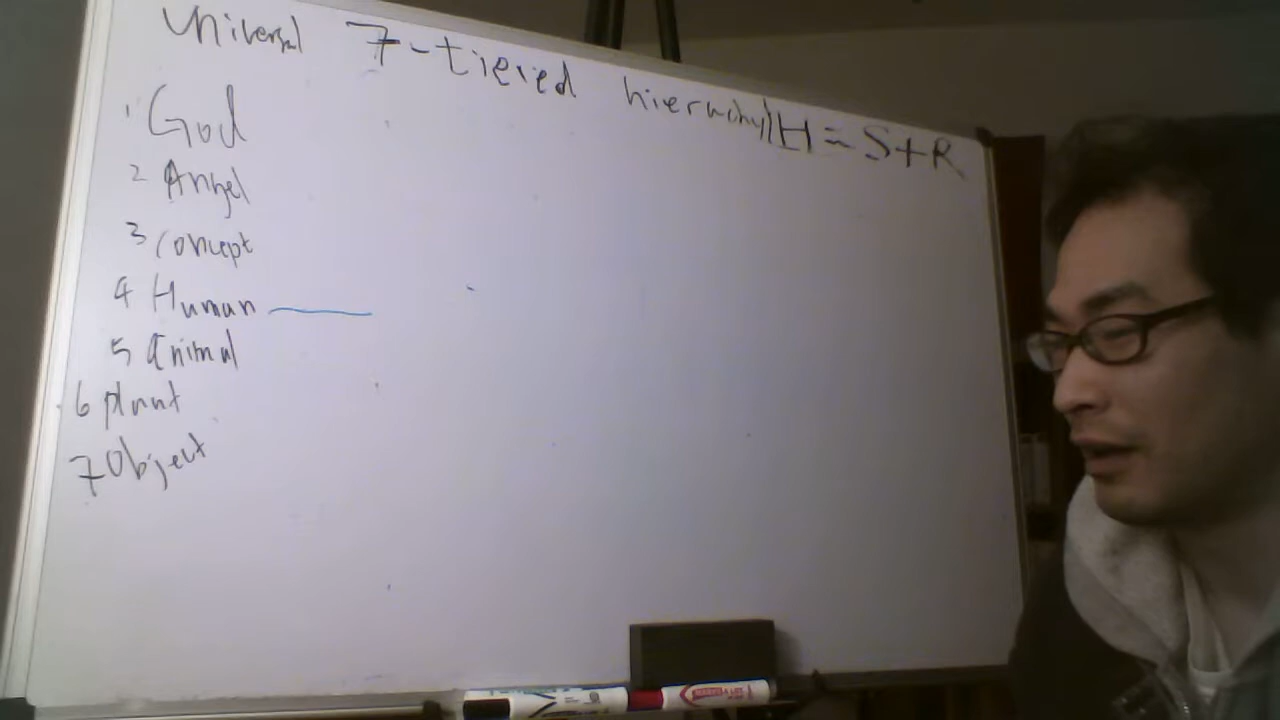 Universal 7-tiered hierarchy H = S+R
1 God
2 Angel
3 Concept
4 Human
5 Animal
6 plant
7 Object